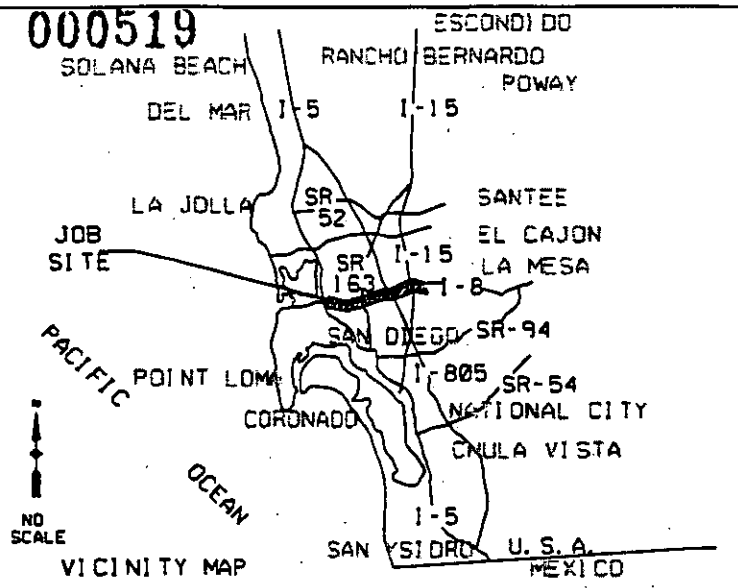 000519
ESCONDIDO
SOLANA BEACH
RANCHO BERNARDO
POWAY
DEL MAR
I-5
I-15
LA JOLLA
SR
52
SANTEE
JOB
SITE
EL CAJON
I-15
SR
163
LA MESA
I-8
SAN DIEGO
SR-94
PACIFIC
POINT LOMA
I-805
SR-54
CORONADO
NATIONAL CITY
CHULA VISTA
OCEAN
NO
SCALE
I-5
SAN YSIDRO
U.S.A.
MEXICO
VICINITY MAP